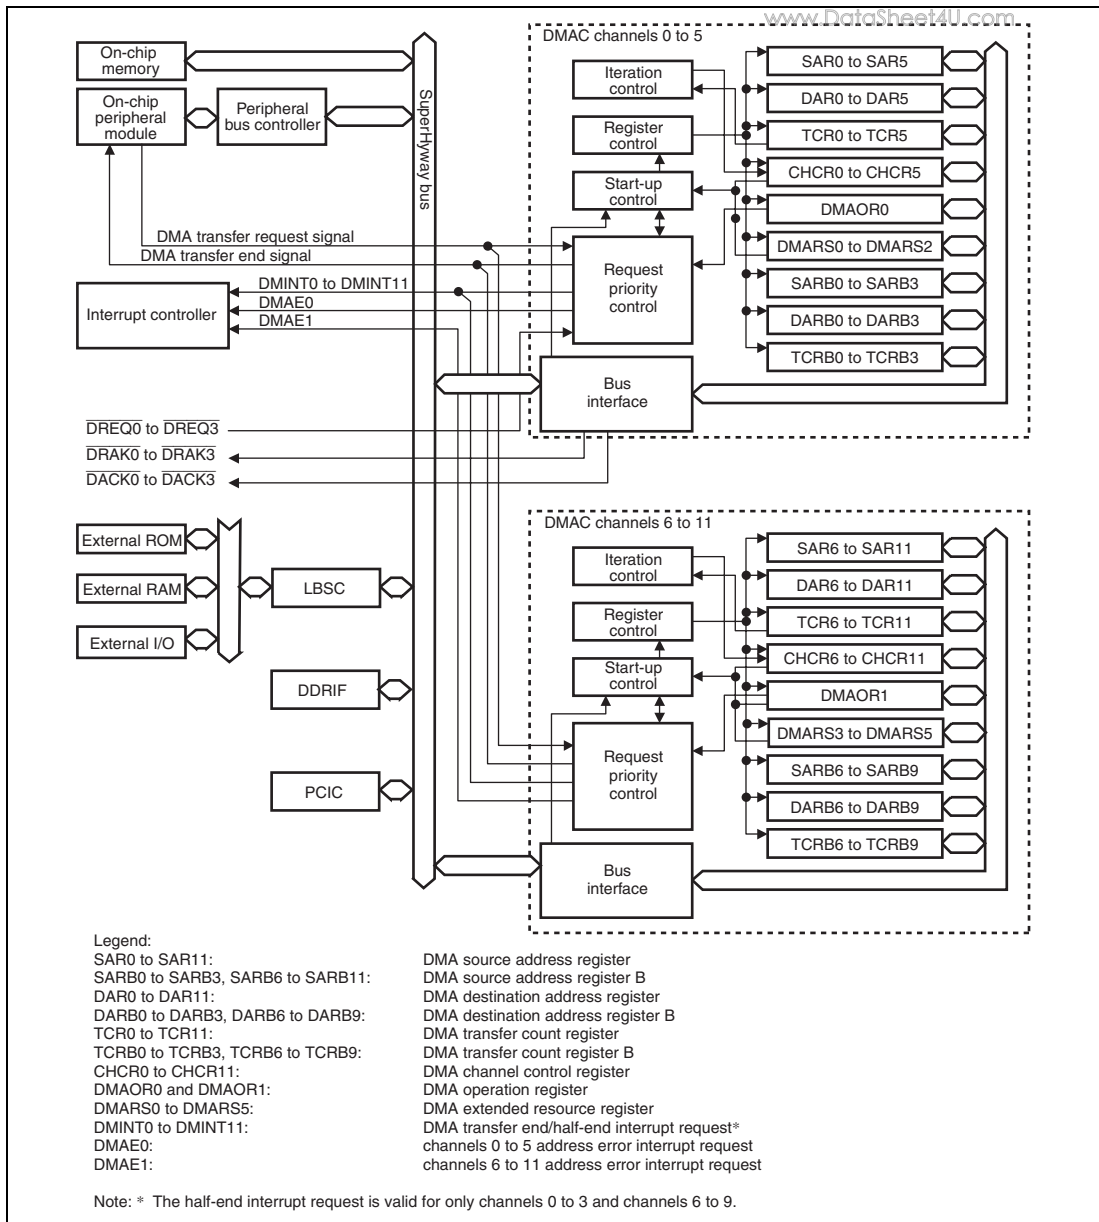 www.DataSheet4U.com
DMAC channels 0 to 5
On-chip
memory
On-chip
peripheral
module
Peripheral
bus controller
SuperHyway bus
Iteration
control
Register
control
Start-up
control
Request
priority
control
Bus
interface
SAR0 to SAR5
DAR0 to DAR5
TCR0 to TCR5
CHCR0 to CHCR5
DMAOR0
DMARS0 to DMARS2
SARB0 to SARB3
DARB0 to DARB3
TCRB0 to TCRB3
DMA transfer request signal
DMA transfer end signal
DMINT0 to DMINT11
DMAE0
DMAE1
Interrupt controller
DREQ0 to DREQ3
DRAK0 to DRAK3
DACK0 to DACK3
External ROM
External RAM
External I/O
LBSC
DDRIF
PCIC
DMAC channels 6 to 11
Iteration
control
Register
control
Start-up
control
Request
priority
control
Bus
interface
SAR6 to SAR11
DAR6 to DAR11
TCR6 to TCR11
CHCR6 to CHCR11
DMAOR1
DMARS3 to DMARS5
SARB6 to SARB9
DARB6 to DARB9
TCRB6 to TCRB9
Legend:
SAR0 to SAR11: DMA source address register
SARB0 to SARB3, SARB6 to SARB11: DMA source address register B
DAR0 to DAR11: DMA destination address register
DARB0 to DARB3, DARB6 to DARB9: DMA destination address register B
TCR0 to TCR11: DMA transfer count register
TCRB0 to TCRB3, TCRB6 to TCRB9: DMA transfer count register B
CHCR0 to CHCR11: DMA channel control register
DMAOR0 and DMAOR1: DMA operation register
DMARS0 to DMARS5: DMA extended resource register
DMINT0 to DMINT11: DMA transfer end/half-end interrupt request*
DMAE0: channels 0 to 5 address error interrupt request
DMAE1: channels 6 to 11 address error interrupt request
Note: * The half-end interrupt request is valid for only channels 0 to 3 and channels 6 to 9.